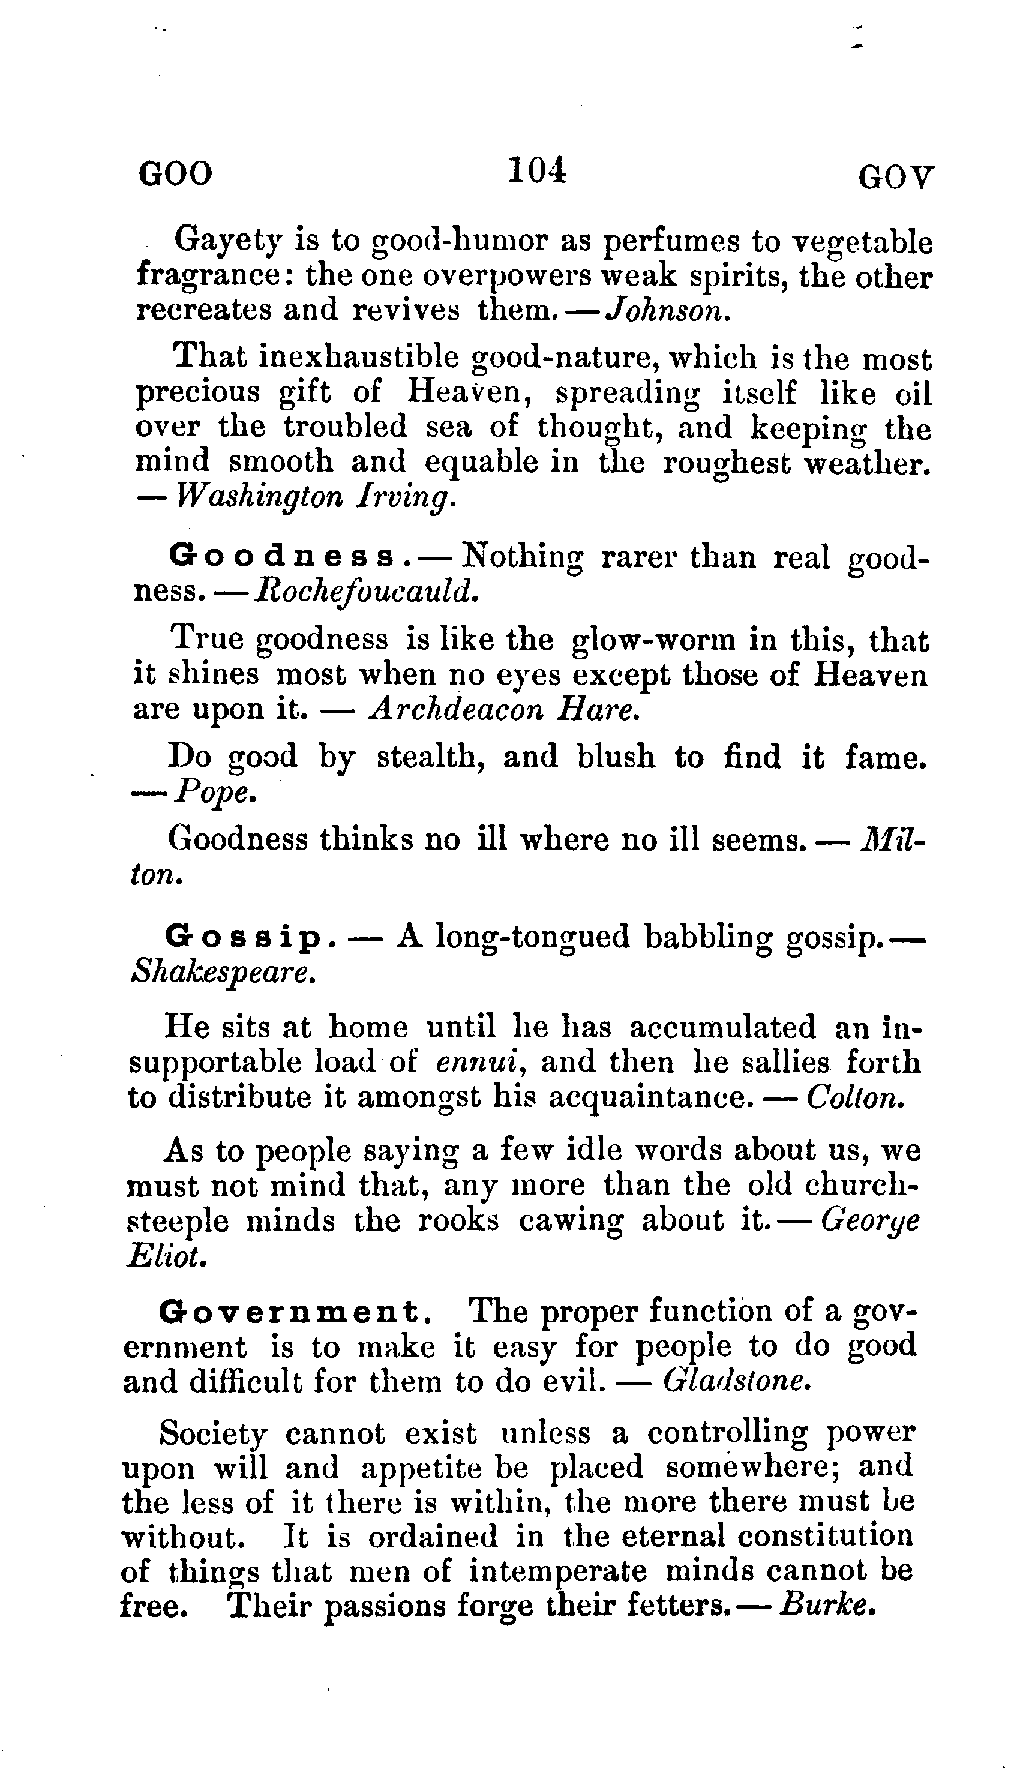 GOO 104 GOV
Gayety is to good-humor as perfumes to vegetable
fragrance: the one overpowers weak spirits, the other
recreates and revives them. — Johnson.
That inexhaustible good-nature, which is the most
precious gift of Heaven, spreading itself like oil
over the troubled sea of thought, and keeping the
mind smooth and equable in the roughest weather.
— Washington Irving.
Goodness. — Nothing rarer than real good-
ness. — Rochefoucauld.
True goodness is like the glow-worm in this, that
it shines most when no eyes except those of Heaven
are upon it. — Archdeacon Hare.
Do good by stealth, and blush to find it fame.
— Pope.
Goodness thinks no ill where no ill seems. — Mil-
ton.
Gossip. — A long-tongued babbling gossip. —
Shakespeare.
He sits at home until he has accumulated an in-
supportable load of ennui, and then he sallies forth
to distribute it amongst his acquaintance. — Colton.
As to people saying a few idle words about us, we
must not mind that, any more than the old church-
steeple minds the rooks cawing about it. — George
Eliot.
Government. The proper function of a gov-
ernment is to make it easy for people to do good
and difficult for them to do evil. — Gladstone.
Society cannot exist unless a controlling power
upon will and appetite be placed somewhere; and
the less of it there is within, the more there must be
without. It is ordained in the eternal constitution
of things that men of intemperate minds cannot be
free. Their passions forge their fetters. — Burke.